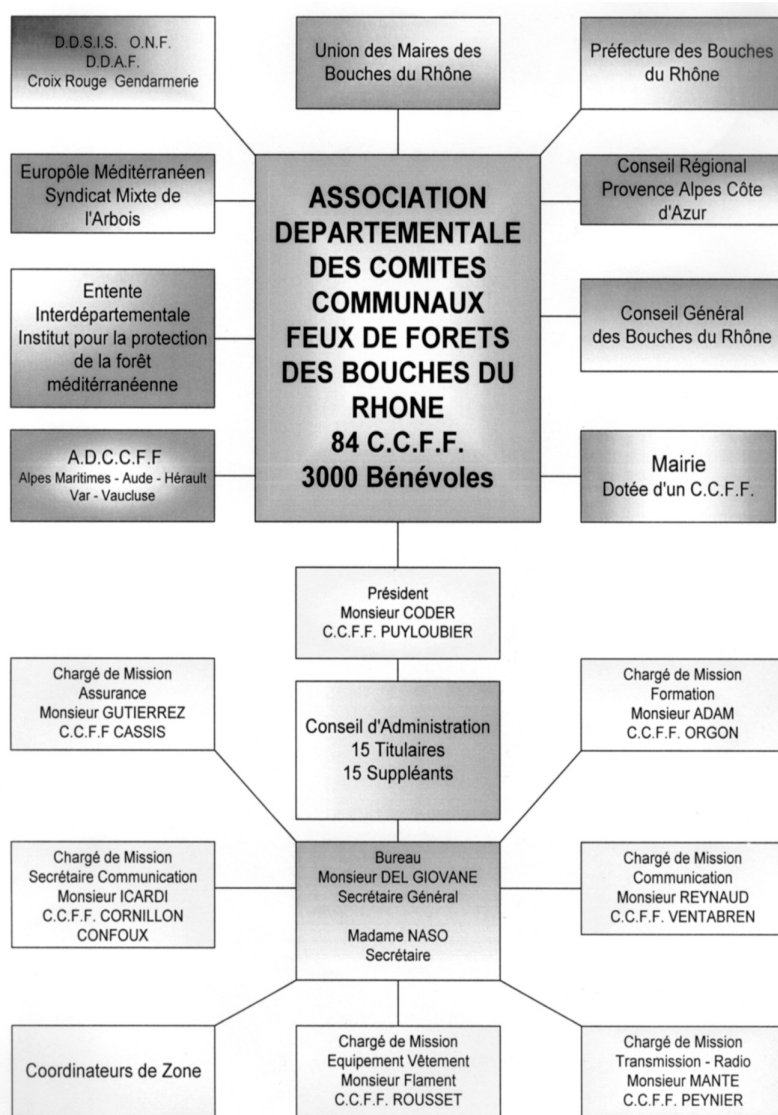 D.D.S.I.S. O.N.F.
D.D.A.F.
Croix Rouge Gendarmerie
Union des Maires des
Bouches du Rhône
Préfecture des Bouches
du Rhône
Europôle Méditérranéen
Syndicat Mixte de
l'Arbois
ASSOCIATION
DEPARTEMENTALE
DES COMITES
COMMUNAUX
FEUX DE FORETS
DES BOUCHES DU
RHONE
84 C.C.F.F.
3000 Bénévoles
Conseil Régional
Provence Alpes Côte
d'Azur
Entente
Interdépartementale
Institut pour la protection
de la forêt
méditérranéenne
Conseil Général
des Bouches du Rhône
A.D.C.C.F.F
Alpes Maritimes - Aude - Hérault
Var - Vaucluse
Mairie
Dotée d'un C.C.F.F.
Président
Monsieur CODER
C.C.F.F. PUYLOUBIER
Chargé de Mission
Assurance
Monsieur GUTIERREZ
C.C.F.F CASSIS
Conseil d'Administration
15 Titulaires
15 Suppléants
Chargé de Mission
Formation
Monsieur ADAM
C.C.F.F. ORGON
Chargé de Mission
Secrétaire Communication
Monsieur ICARDI
C.C.F.F. CORNILLON
CONFOUX
Bureau
Monsieur DEL GIOVANE
Secrétaire Général
Madame NASO
Secrétaire
Chargé de Mission
Communication
Monsieur REYNAUD
C.C.F.F. VENTABREN
Coordinateurs de Zone
Chargé de Mission
Equipement Vêtement
Monsieur Flament
C.C.F.F. ROUSSET
Chargé de Mission
Transmission - Radio
Monsieur MANTE
C.C.F.F. PEYNIER